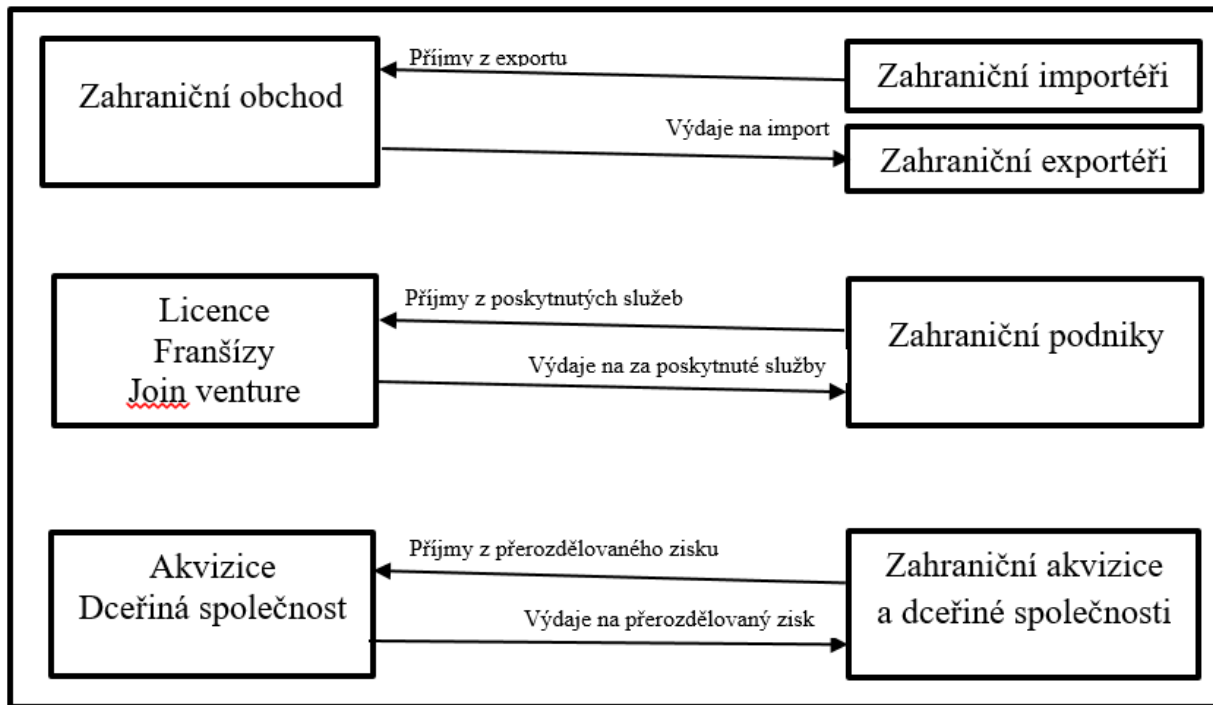 Zahraniční obchod
Příjmy z exportu
Zahraniční importéři
Výdaje na import
Zahraniční exportéři
Licence
Franšízy
Join venture
Příjmy z poskytnutých služeb
Výdaje na za poskytnuté služby
Zahraniční podniky
Akvizice
Dceřiná společnost
Příjmy z přerozdělovaného zisku
Výdaje na přerozdělovaný zisk
Zahraniční akvizice
a dceřiné společnosti